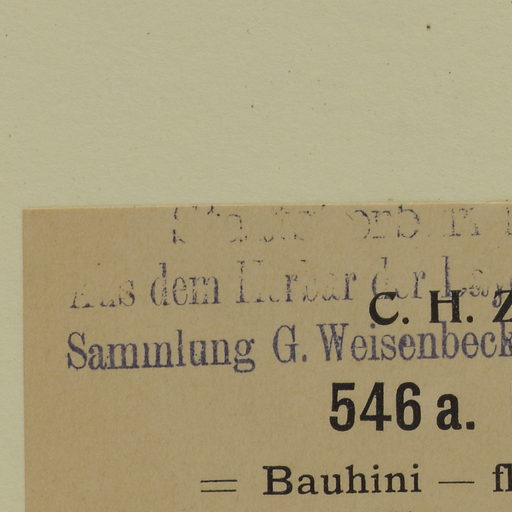 Aus dem Herbar der
C. H. Z
Sammlung G. Weisenbeck
546 a.
= Bauhini — fl